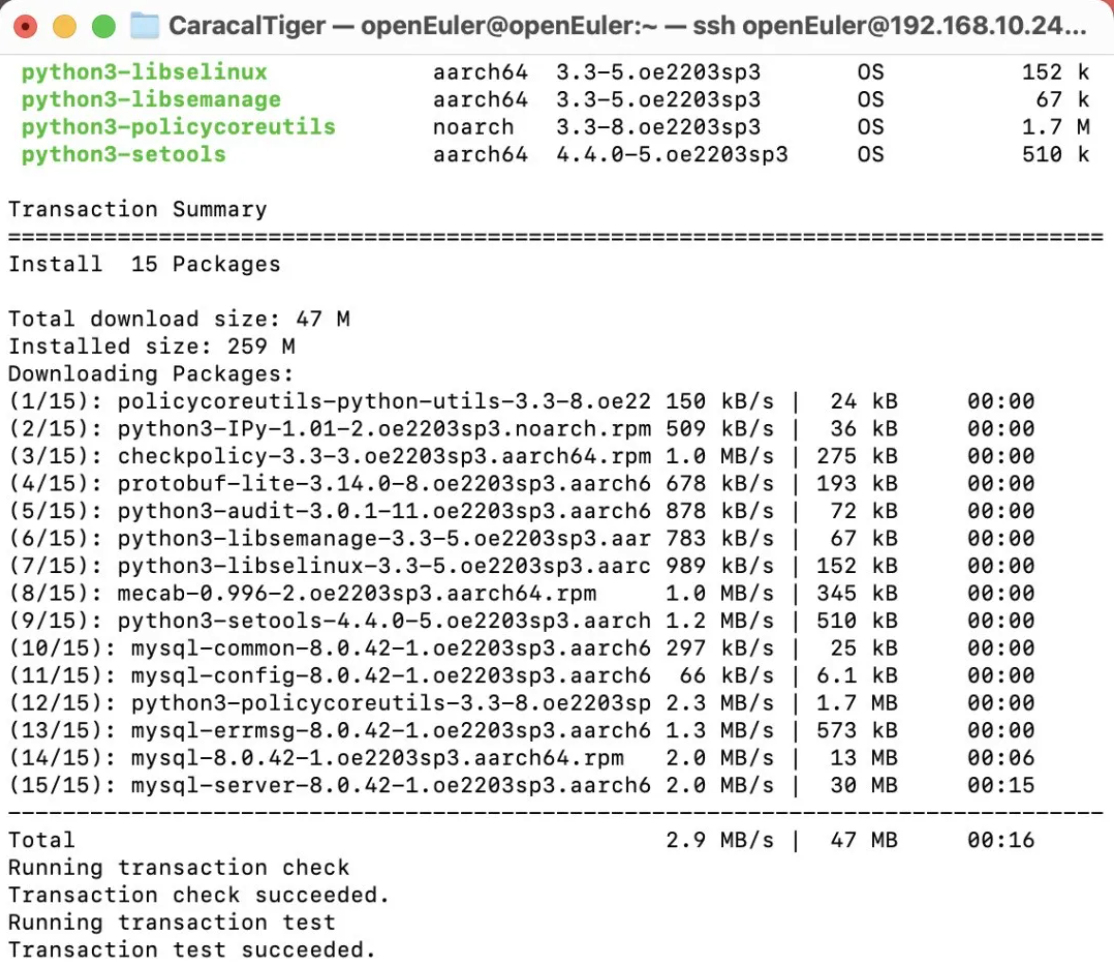 CaracalTiger — openEuler@openEuler:~ — ssh openEuler@192.168.10.24...
python3-libselinux aarch64 3.3-5.oe2203sp3 OS 152 k
python3-libsemanage aarch64 3.3-5.oe2203sp3 OS 67 k
python3-policycoreutils noarch 3.3-8.oe2203sp3 OS 1.7 M
python3-setools aarch64 4.4.0-5.oe2203sp3 OS 510 k
Transaction Summary
================================================================================
Install 15 Packages
Total download size: 47 M
Installed size: 259 M
Downloading Packages:
(1/15): policycoreutils-python-utils-3.3-8.oe22 150 kB/s | 24 kB 00:00
(2/15): python3-IPy-1.01-2.oe2203sp3.noarch.rpm 509 kB/s | 36 kB 00:00
(3/15): checkpolicy-3.3-3.oe2203sp3.aarch64.rpm 1.0 MB/s | 275 kB 00:00
(4/15): protobuf-lite-3.14.0-8.oe2203sp3.aarch6 678 kB/s | 193 kB 00:00
(5/15): python3-audit-3.0.1-11.oe2203sp3.aarch6 878 kB/s | 72 kB 00:00
(6/15): python3-libsemanage-3.3-5.oe2203sp3.aar 783 kB/s | 67 kB 00:00
(7/15): python3-libselinux-3.3-5.oe2203sp3.aarc 989 kB/s | 152 kB 00:00
(8/15): mecab-0.996-2.oe2203sp3.aarch64.rpm 1.0 MB/s | 345 kB 00:00
(9/15): python3-setools-4.4.0-5.oe2203sp3.aarch 1.2 MB/s | 510 kB 00:00
(10/15): mysql-common-8.0.42-1.oe2203sp3.aarch6 297 kB/s | 25 kB 00:00
(11/15): mysql-config-8.0.42-1.oe2203sp3.aarch6 66 kB/s | 6.1 kB 00:00
(12/15): python3-policycoreutils-3.3-8.oe2203sp 2.3 MB/s | 1.7 MB 00:00
(13/15): mysql-errmsg-8.0.42-1.oe2203sp3.aarch6 1.3 MB/s | 573 kB 00:00
(14/15): mysql-8.0.42-1.oe2203sp3.aarch64.rpm 2.0 MB/s | 13 MB 00:06
(15/15): mysql-server-8.0.42-1.oe2203sp3.aarch6 2.0 MB/s | 30 MB 00:15
--------------------------------------------------------------------------------
Total 2.9 MB/s | 47 MB 00:16
Running transaction check
Transaction check succeeded.
Running transaction test
Transaction test succeeded.